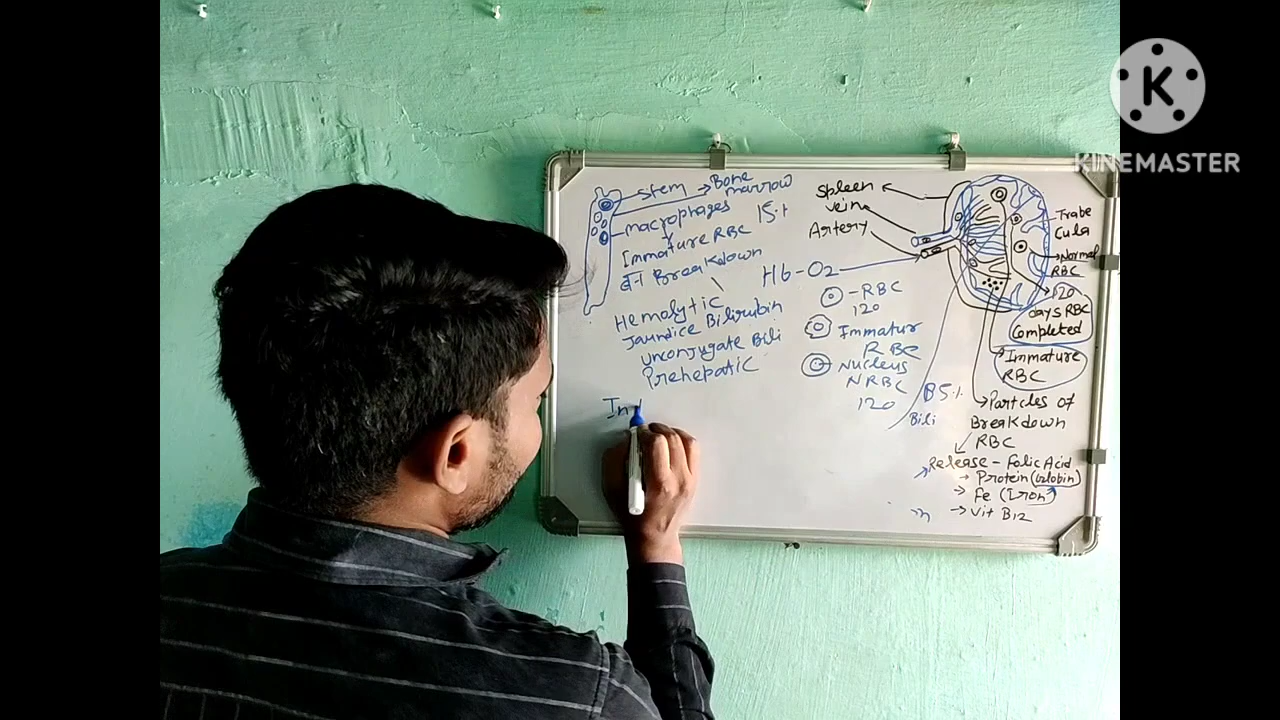 KINEMASTER
stem → Bone marrow
macrophages 15%
Immature RBC
का Breakdown
Hemolytic
Jaundice Bilirubin
unconjugate Bili
Prehepatic
In
Spleen
vein
Artery
Hb-O2
-RBC
120
Immatur
RBC
Nucleus
NRBC
120
Trabe
Cula
Normal
RBC
120
days RBC
Completed
Immature
RBC
85%
Bili
Partcles of
Breakdown
RBC
Release - Folic Acid
→ Protein (Globin)
→ Fe (Iron)
→ Vit B12